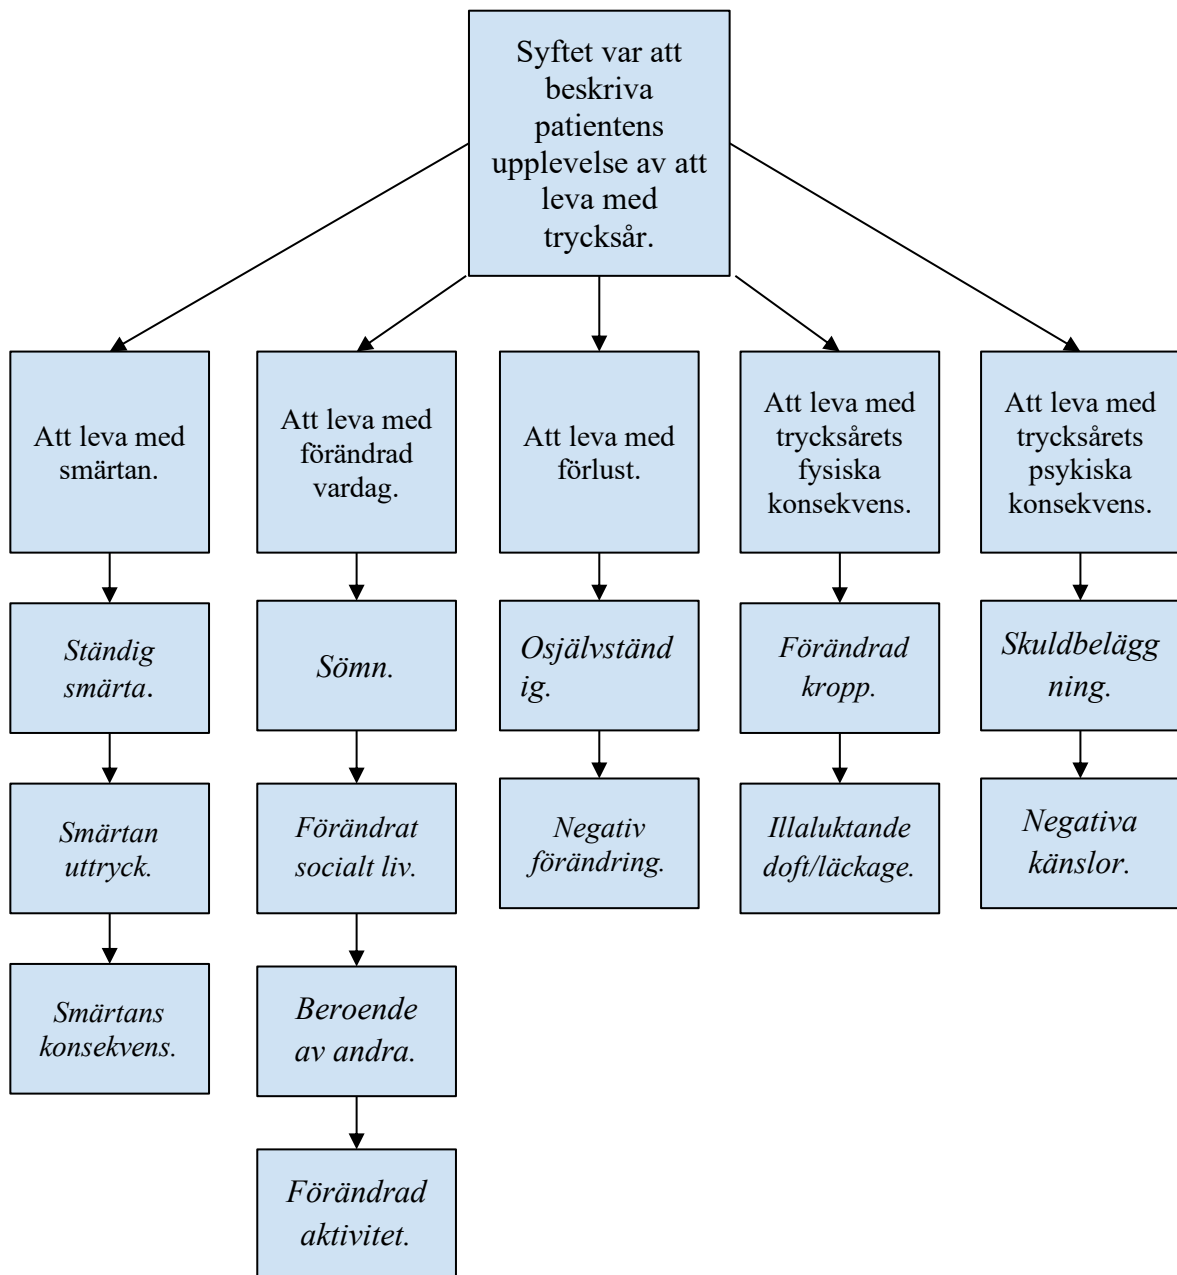 Syftet var att
beskriva
patientens
upplevelse av att
leva med
trycksår.
Att leva med
smärtan.
Att leva med
förändrad
vardag.
Att leva med
förlust.
Att leva med
trycksårets
fysiska
konsekvens.
Att leva med
trycksårets
psykiska
konsekvens.
Ständig
smärta.
Sömn.
Osjälvständ
ig.
Förändrad
kropp.
Skuldbelägg
ning.
Smärtan
uttryck.
Förändrat
socialt liv.
Negativ
förändring.
Illaluktande
doft/läckage.
Negativa
känslor.
Smärtans
konsekvens.
Beroende
av andra.
Förändrad
aktivitet.